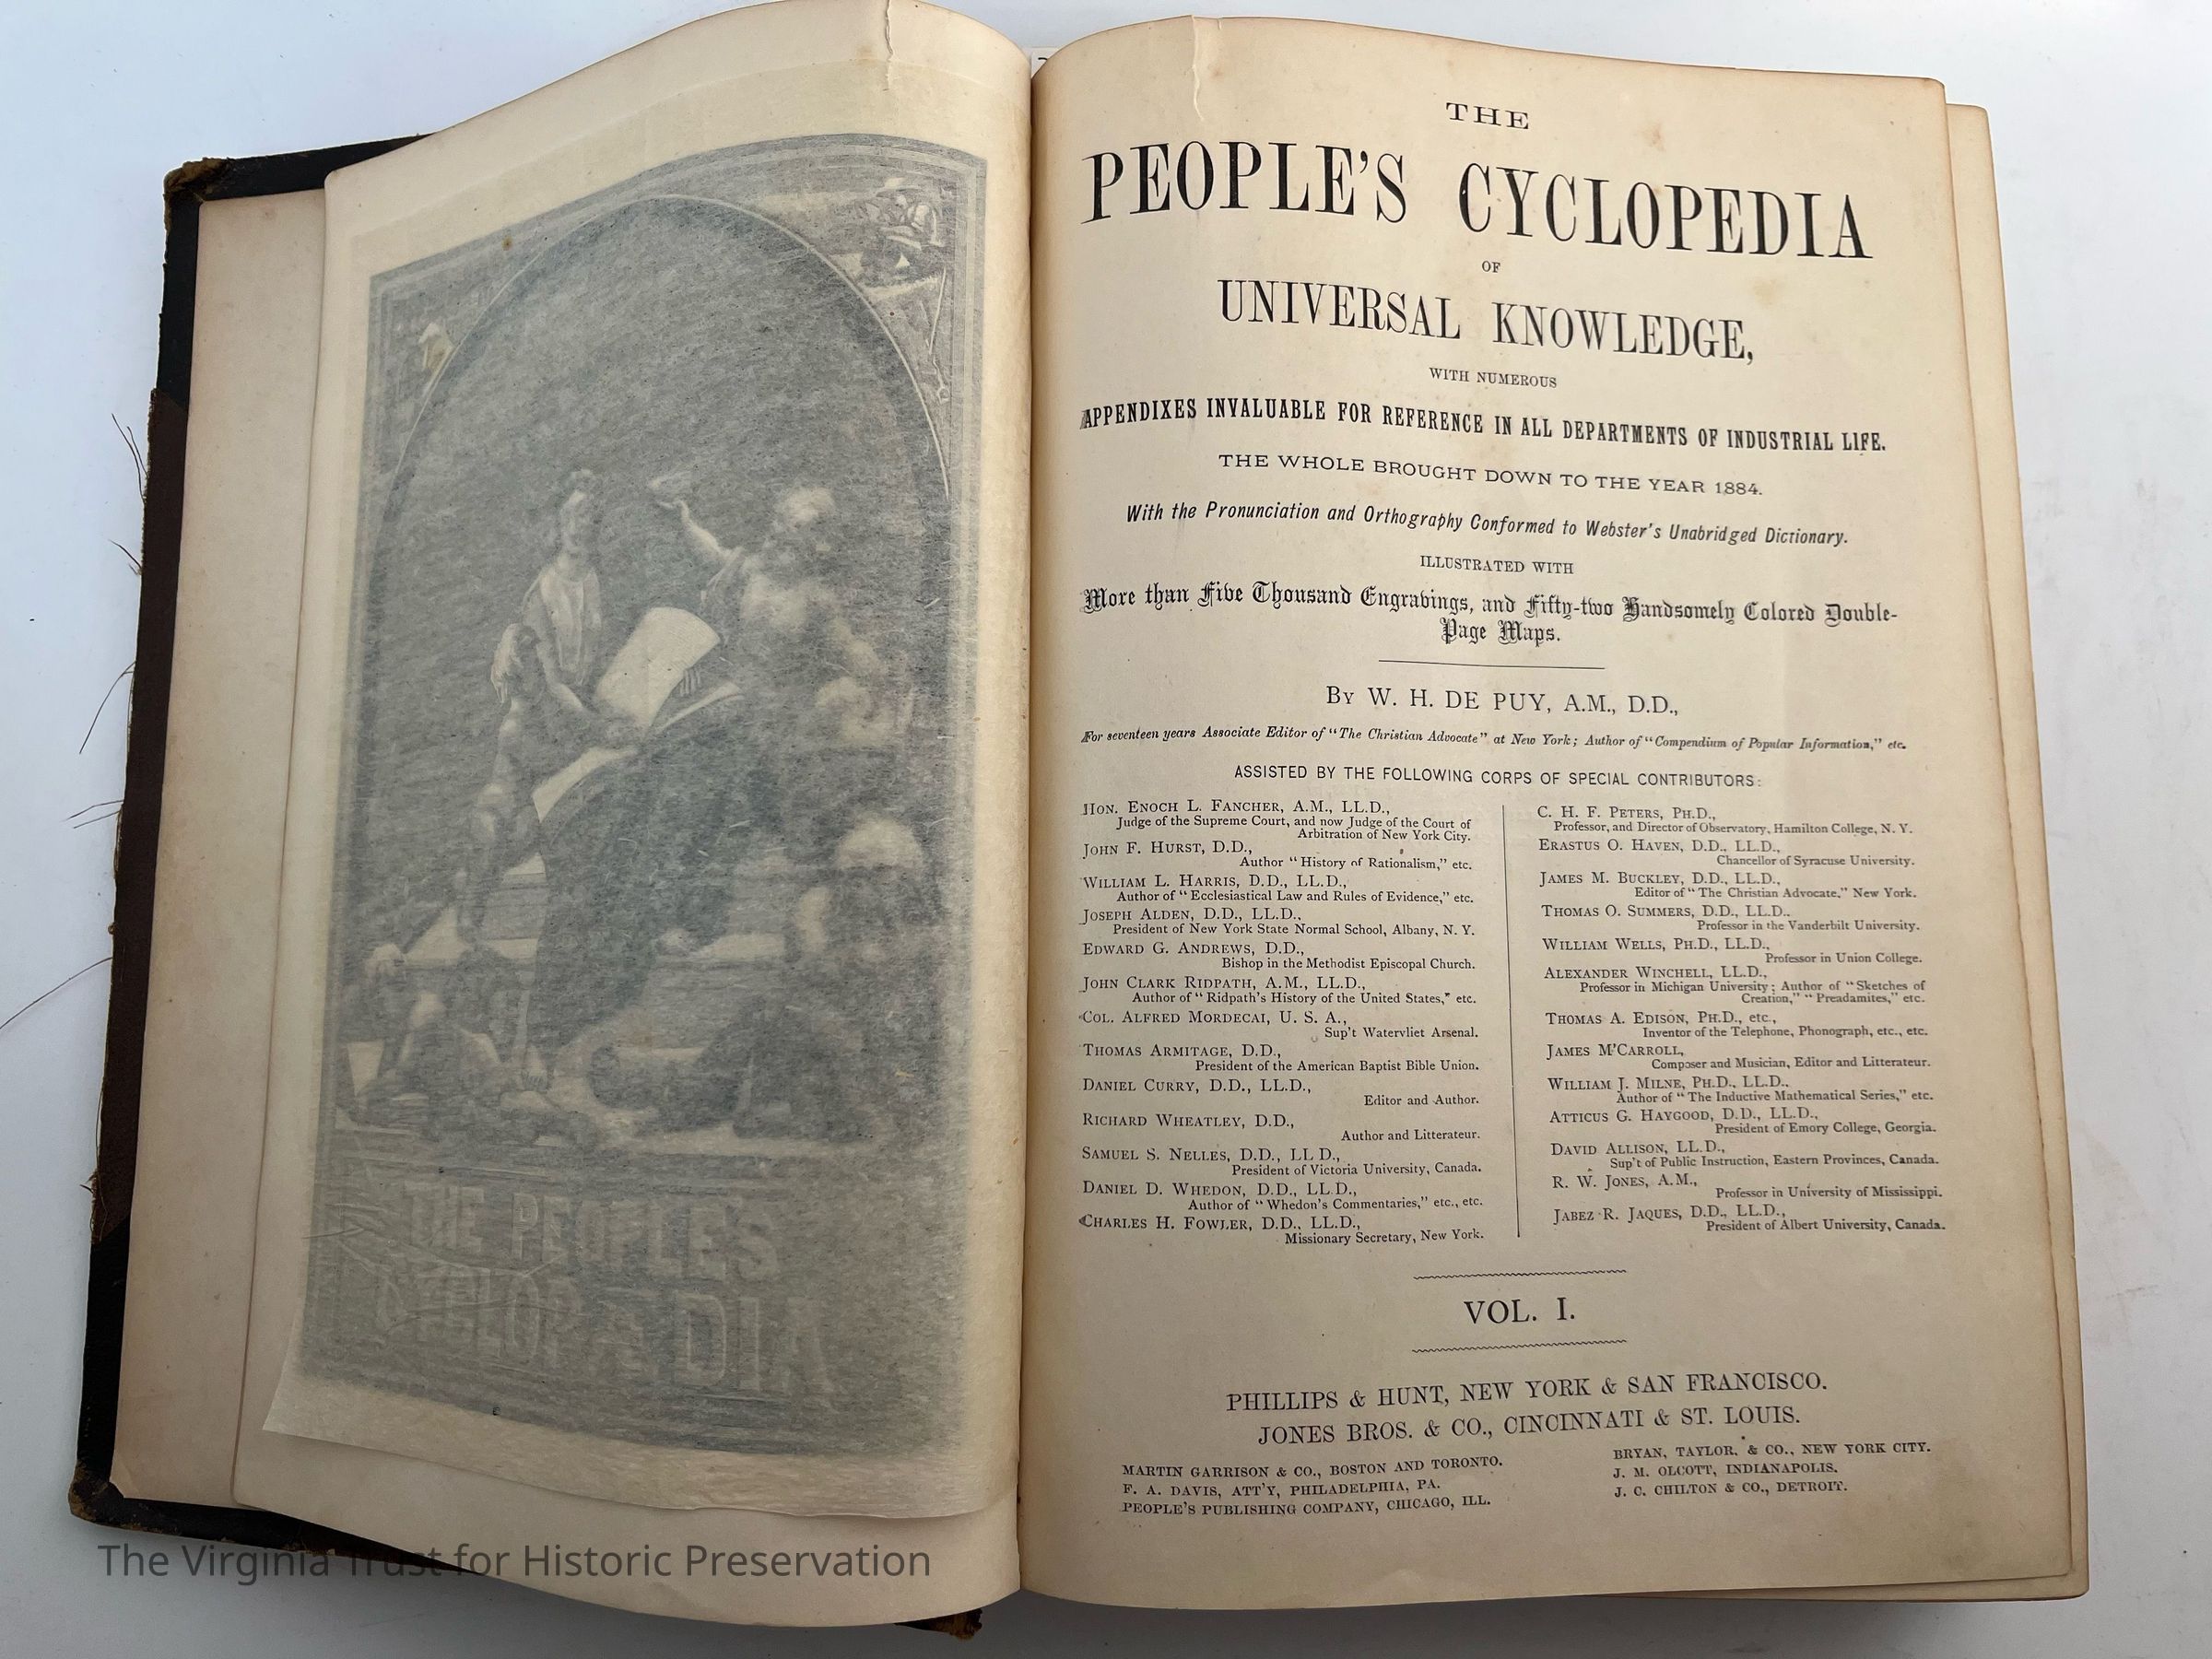 THE PEOPLES
CYCLOPÆDIA
THE
PEOPLE'S CYCLOPEDIA
OF
UNIVERSAL KNOWLEDGE,
WITH NUMEROUS
APPENDIXES INVALUABLE FOR REFERENCE IN ALL DEPARTMENTS OF INDUSTRIAL LIFE.
THE WHOLE BROUGHT DOWN TO THE YEAR 1884.
With the Pronunciation and Orthography Conformed to Webster's Unabridged Dictionary.
ILLUSTRATED WITH
More than Five Thousand Engravings, and Fifty-two Handsomely Colored Double-
Page Maps.
By W. H. DE PUY, A.M., D.D.,
For seventeen years Associate Editor of "The Christian Advocate" at New York; Author of "Compendium of Popular Information," etc.
ASSISTED BY THE FOLLOWING CORPS OF SPECIAL CONTRIBUTORS:
HON. ENOCH L. FANCHER, A.M., LL.D.,
Judge of the Supreme Court, and now Judge of the Court of
Arbitration of New York City.
JOHN F. HURST, D.D.,
Author "History of Rationalism," etc.
WILLIAM L. HARRIS, D.D., LL.D.,
Author of "Ecclesiastical Law and Rules of Evidence," etc.
JOSEPH ALDEN, D.D., LL.D.,
President of New York State Normal School, Albany, N. Y.
EDWARD G. ANDREWS, D.D.,
Bishop in the Methodist Episcopal Church.
JOHN CLARK RIDPATH, A.M., LL.D.,
Author of "Ridpath's History of the United States," etc.
COL. ALFRED MORDECAI, U. S. A.,
Sup't Watervliet Arsenal.
THOMAS ARMITAGE, D.D.,
President of the American Baptist Bible Union.
DANIEL CURRY, D.D., LL.D.,
Editor and Author.
RICHARD WHEATLEY, D.D.,
Author and Litterateur.
SAMUEL S. NELLES, D.D., LL D.,
President of Victoria University, Canada.
DANIEL D. WHEDON, D.D., LL.D.,
Author of "Whedon's Commentaries," etc., etc.
CHARLES H. FOWLER, D.D., LL.D.,
Missionary Secretary, New York.
C. H. F. PETERS, PH.D.,
Professor, and Director of Observatory, Hamilton College, N. Y.
ERASTUS O. HAVEN, D.D., LL.D.,
Chancellor of Syracuse University.
JAMES M. BUCKLEY, D.D., LL.D.,
Editor of "The Christian Advocate," New York.
THOMAS O. SUMMERS, D.D., LL.D.,
Professor in the Vanderbilt University.
WILLIAM WELLS, PH.D., LL.D.,
Professor in Union College.
ALEXANDER WINCHELL, LL.D.,
Professor in Michigan University; Author of "Sketches of
Creation," "Preadamites," etc.
THOMAS A. EDISON, PH.D., etc.,
Inventor of the Telephone, Phonograph, etc., etc.
JAMES M'CARROLL,
Composer and Musician, Editor and Litterateur.
WILLIAM J. MILNE, PH.D., LL.D.,
Author of "The Inductive Mathematical Series," etc.
ATTICUS G. HAYGOOD, D.D., LL.D.,
President of Emory College, Georgia.
DAVID ALLISON, LL.D.,
Sup't of Public Instruction, Eastern Provinces, Canada.
R. W. JONES, A.M.,
Professor in University of Mississippi.
JABEZ R. JAQUES, D.D., LL.D.,
President of Albert University, Canada.
VOL. I.
PHILLIPS & HUNT, NEW YORK & SAN FRANCISCO.
JONES BROS. & CO., CINCINNATI & ST. LOUIS.
MARTIN GARRISON & CO., BOSTON AND TORONTO.
F. A. DAVIS, ATT'Y, PHILADELPHIA, PA.
PEOPLE'S PUBLISHING COMPANY, CHICAGO, ILL.
BRYAN, TAYLOR, & CO., NEW YORK CITY.
J. M. OLCOTT, INDIANAPOLIS.
J. C. CHILTON & CO., DETROIT.
The Virginia Trust for Historic Preservation